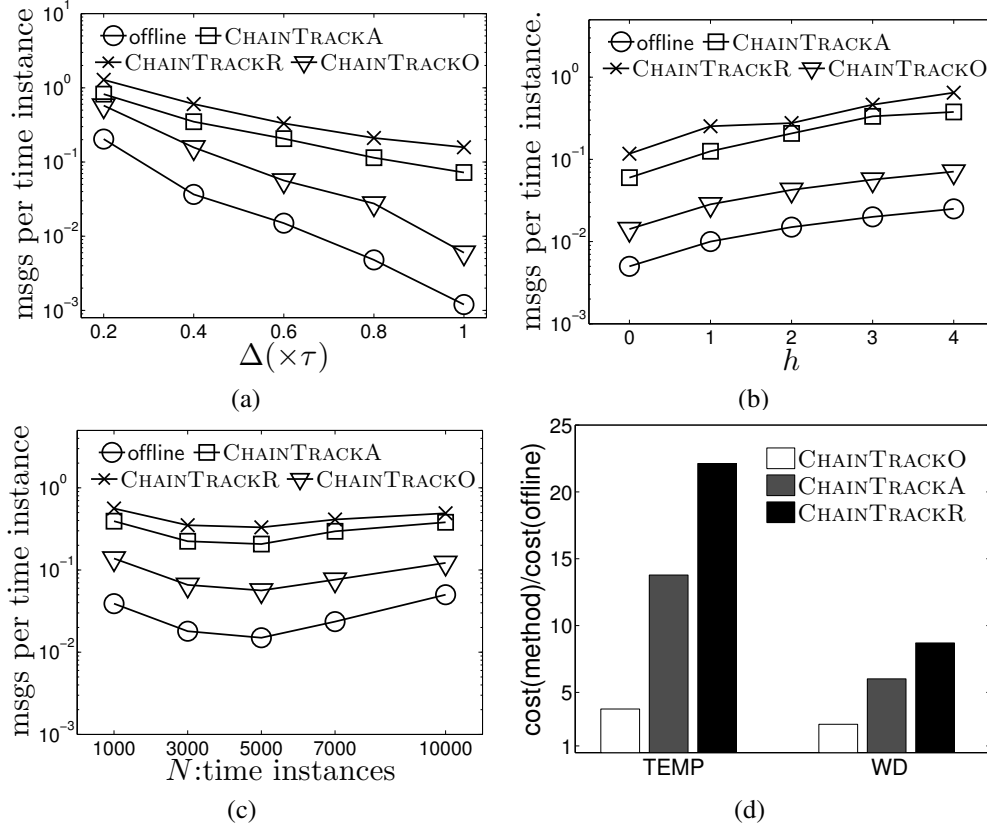 msgs per time instance
10^1
10^0
10^-1
10^-2
10^-3
offline CHAINTRACKA
CHAINTRACKR CHAINTRACKO
0.2 0.4 0.6 0.8 1
Δ(×τ)
(a)
msgs per time instance.
10^0
10^-1
10^-2
10^-3
offline CHAINTRACKA
CHAINTRACKR CHAINTRACKO
0 1 2 3 4
h
(b)
msgs per time instance
10^0
10^-1
10^-2
10^-3
offline CHAINTRACKA
CHAINTRACKR CHAINTRACKO
1000 3000 5000 7000 10000
N:time instances
(c)
cost(method)/cost(offline)
25
20
15
10
5
1
CHAINTRACKO
CHAINTRACKA
CHAINTRACKR
TEMP WD
(d)